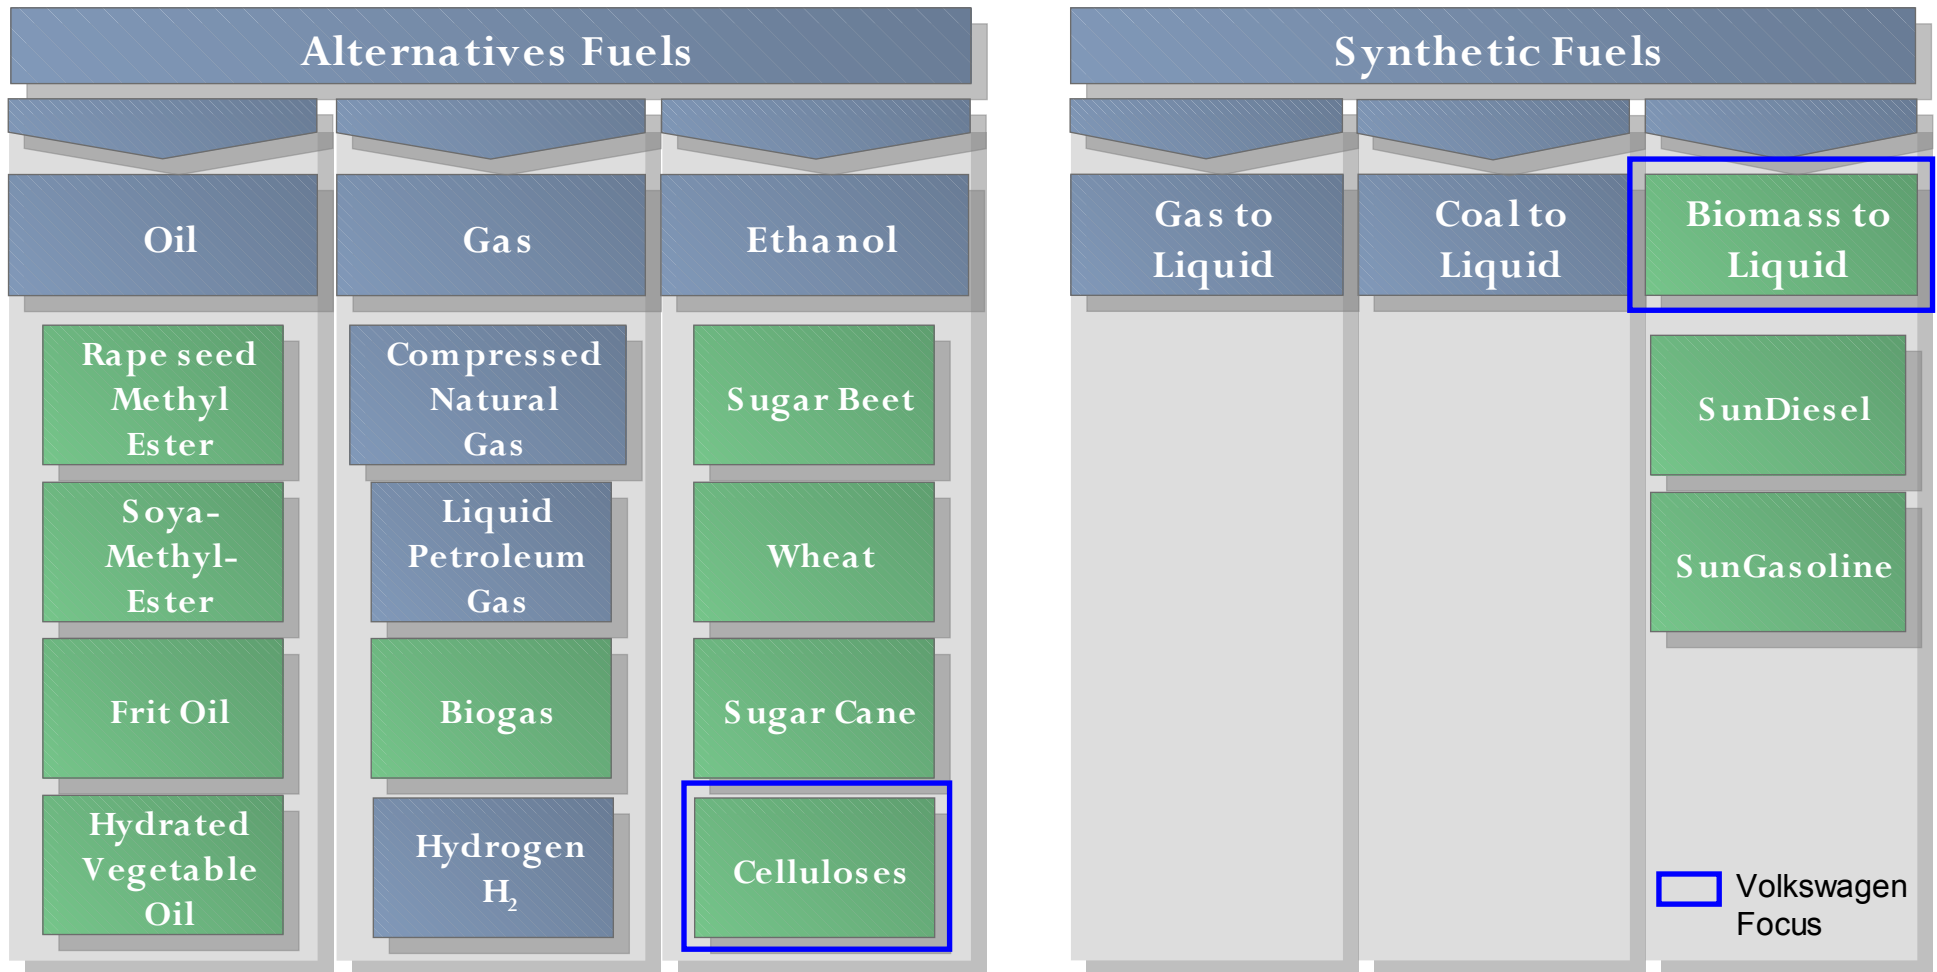 Alternatives Fuels
Oil
Rape seed
Methyl
Ester
Soya-
Methyl-
Ester
Frit Oil
Hydrated
Vegetable
Oil
Gas
Compressed
Natural
Gas
Liquid
Petroleum
Gas
Biogas
Hydrogen
H₂
Ethanol
Sugar Beet
Wheat
Sugar Cane
Celluloses
Synthetic Fuels
Gas to
Liquid
Coal to
Liquid
Biomass to
Liquid
SunDiesel
SunGasoline
Volkswagen
Focus